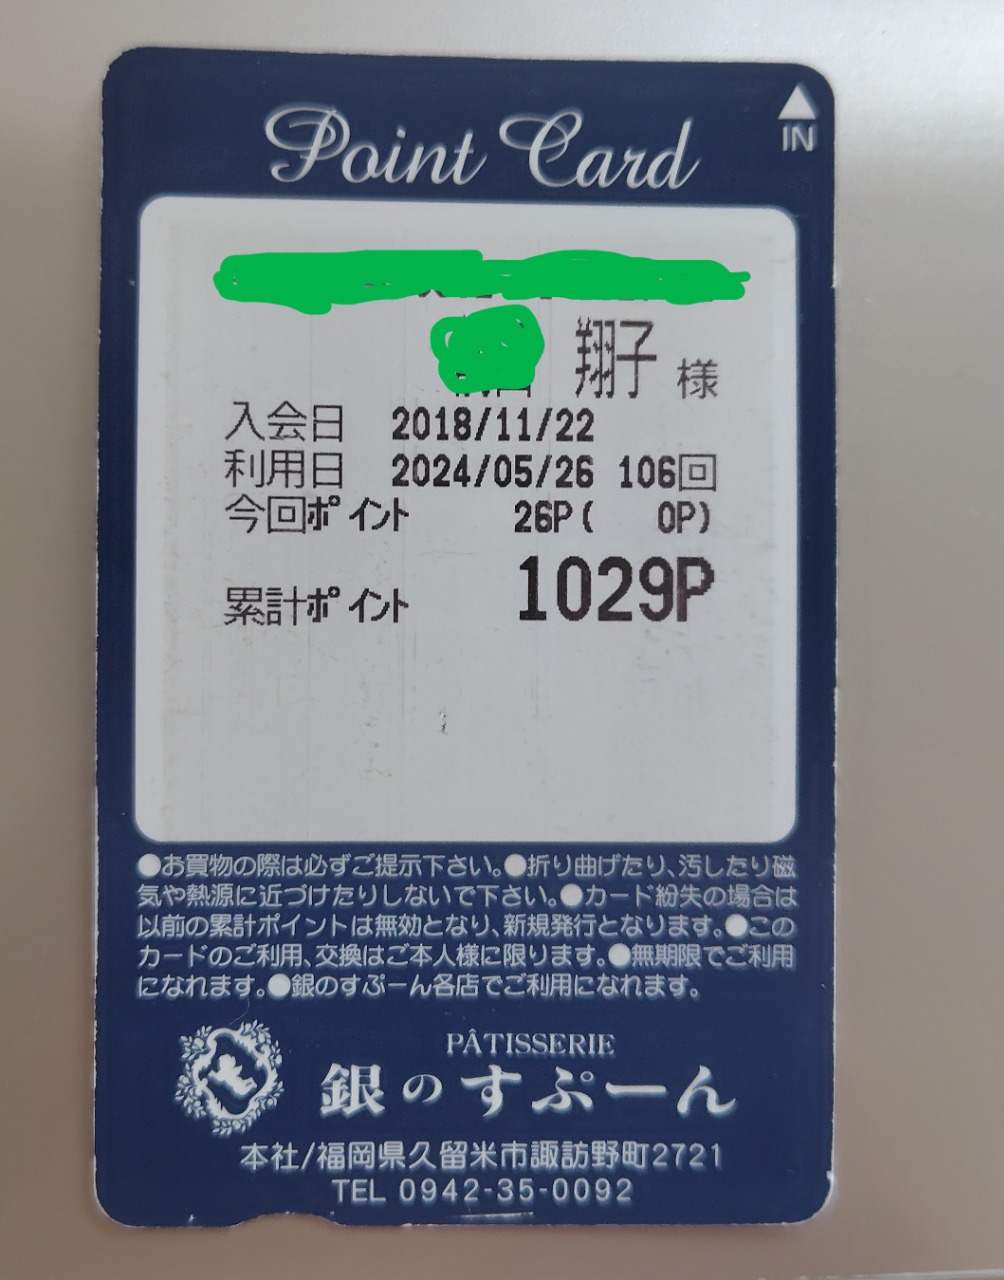 Point Card
IN
翔子 様
入会日 2018/11/22
利用日 2024/05/26 106回
今回ポイント 26P( 0P)
累計ポイント 1029P
●お買物の際は必ずご提示下さい。●折り曲げたり、汚したり磁
気や熱源に近づけたりしないで下さい。●カード紛失の場合は
以前の累計ポイントは無効となり、新規発行となります。●この
カードのご利用、交換はご本人様に限ります。●無期限でご利用
になれます。●銀のすぷーん各店でご利用になれます。
PÂTISSERIE
銀のすぷーん
本社/福岡県久留米市諏訪野町2721
TEL 0942-35-0092